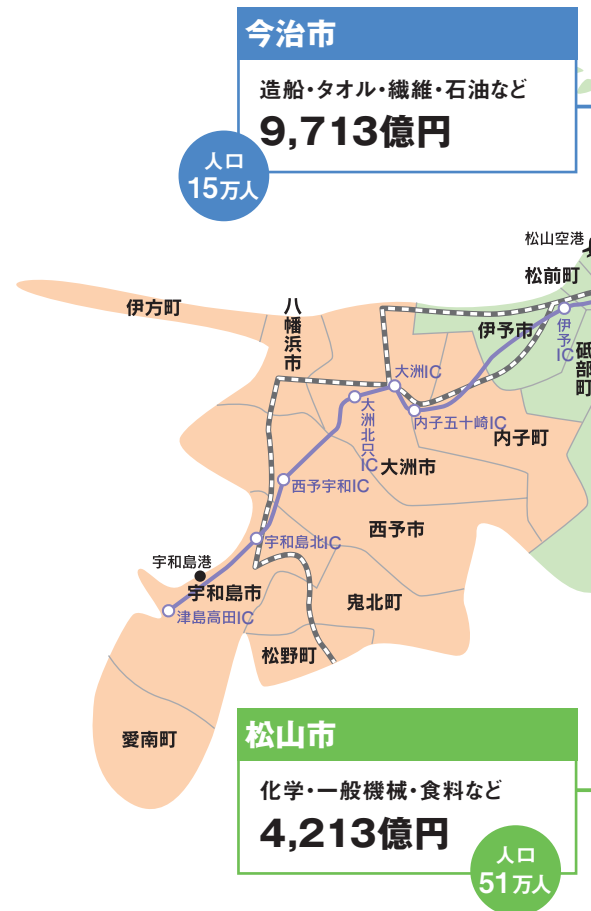 今治市
造船・タオル・繊維・石油など
9,713億円
人口
15万人
松山空港
松前町
伊方町
八幡浜市
伊予市
伊予IC
砥部町
大洲IC
大洲北只IC
内子五十崎IC
内子町
大洲市
西予宇和IC
西予市
宇和島北IC
宇和島港
宇和島市
鬼北町
津島高田IC
松野町
愛南町
松山市
化学・一般機械・食料など
4,213億円
人口
51万人